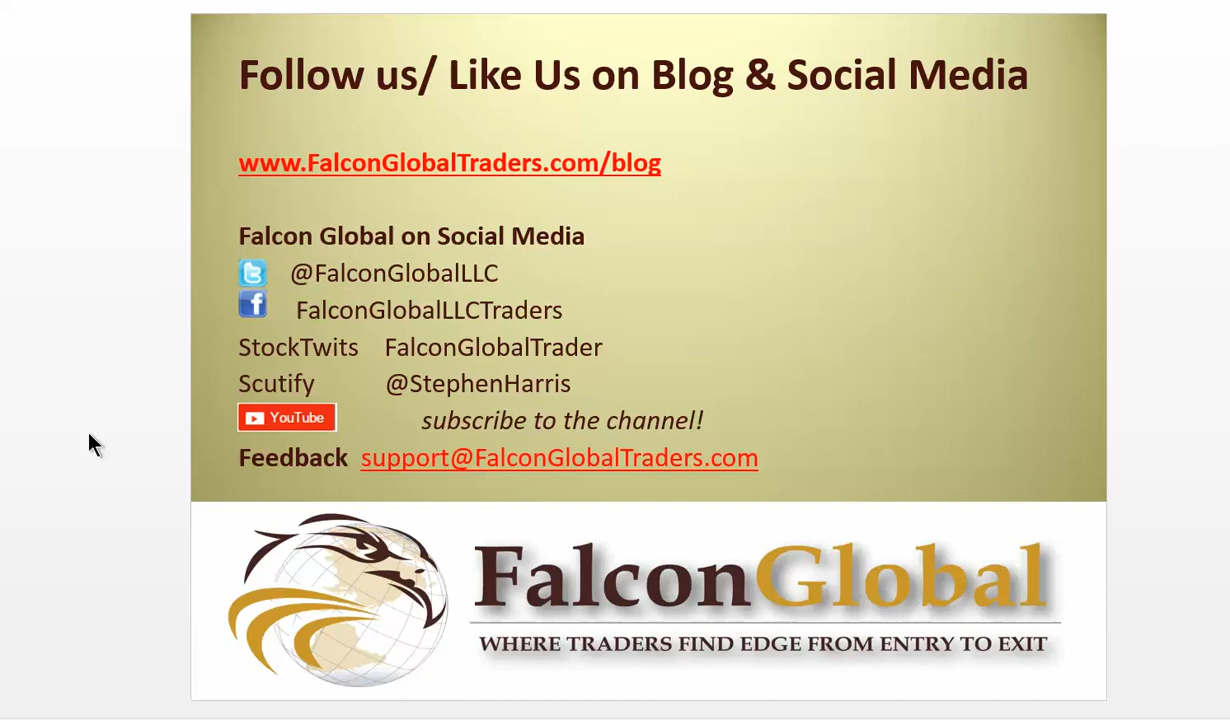 Follow us/ Like Us on Blog & Social Media
www.FalconGlobalTraders.com/blog
Falcon Global on Social Media
@FalconGlobalLLC
FalconGlobalLLCTraders
StockTwits FalconGlobalTrader
Scutify @StephenHarris
YouTube subscribe to the channel!
Feedback support@FalconGlobalTraders.com
FalconGlobal
WHERE TRADERS FIND EDGE FROM ENTRY TO EXIT